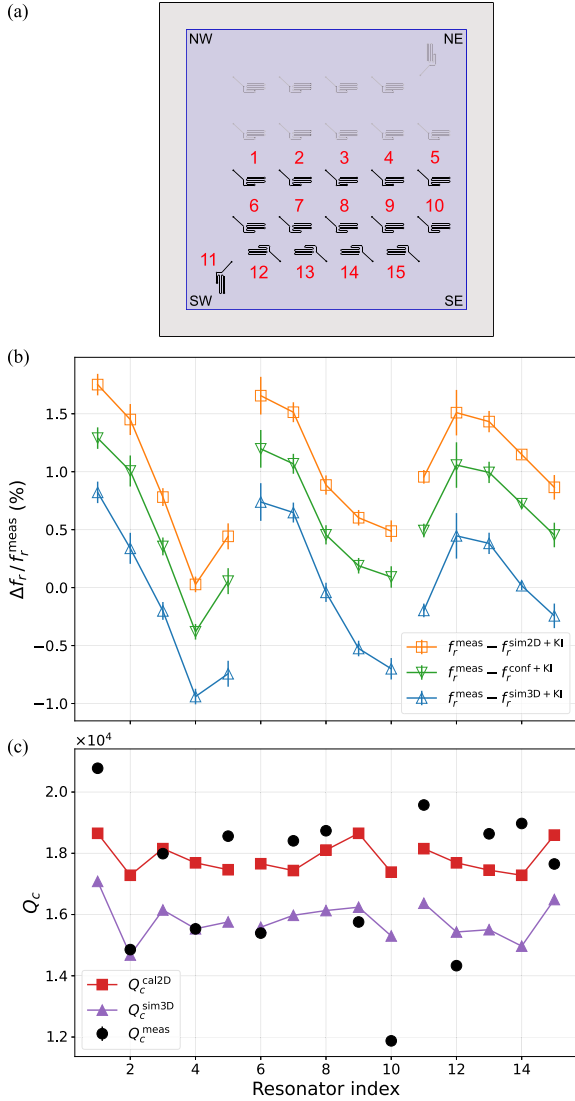 (a)
NW NE
1 2 3 4 5
6 7 8 9 10
11
12 13 14 15
SW SE
(b)
Δf_r / f_r^meas (%)
1.5
1.0
0.5
0.0
−0.5
−1.0
f_r^meas − f_r^sim2D + KI
f_r^meas − f_r^conf + KI
f_r^meas − f_r^sim3D + KI
(c)
×10⁴
Q_c
2.0
1.8
1.6
1.4
1.2
Q_c^cal2D
Q_c^sim3D
Q_c^meas
2 4 6 8 10 12 14
Resonator index